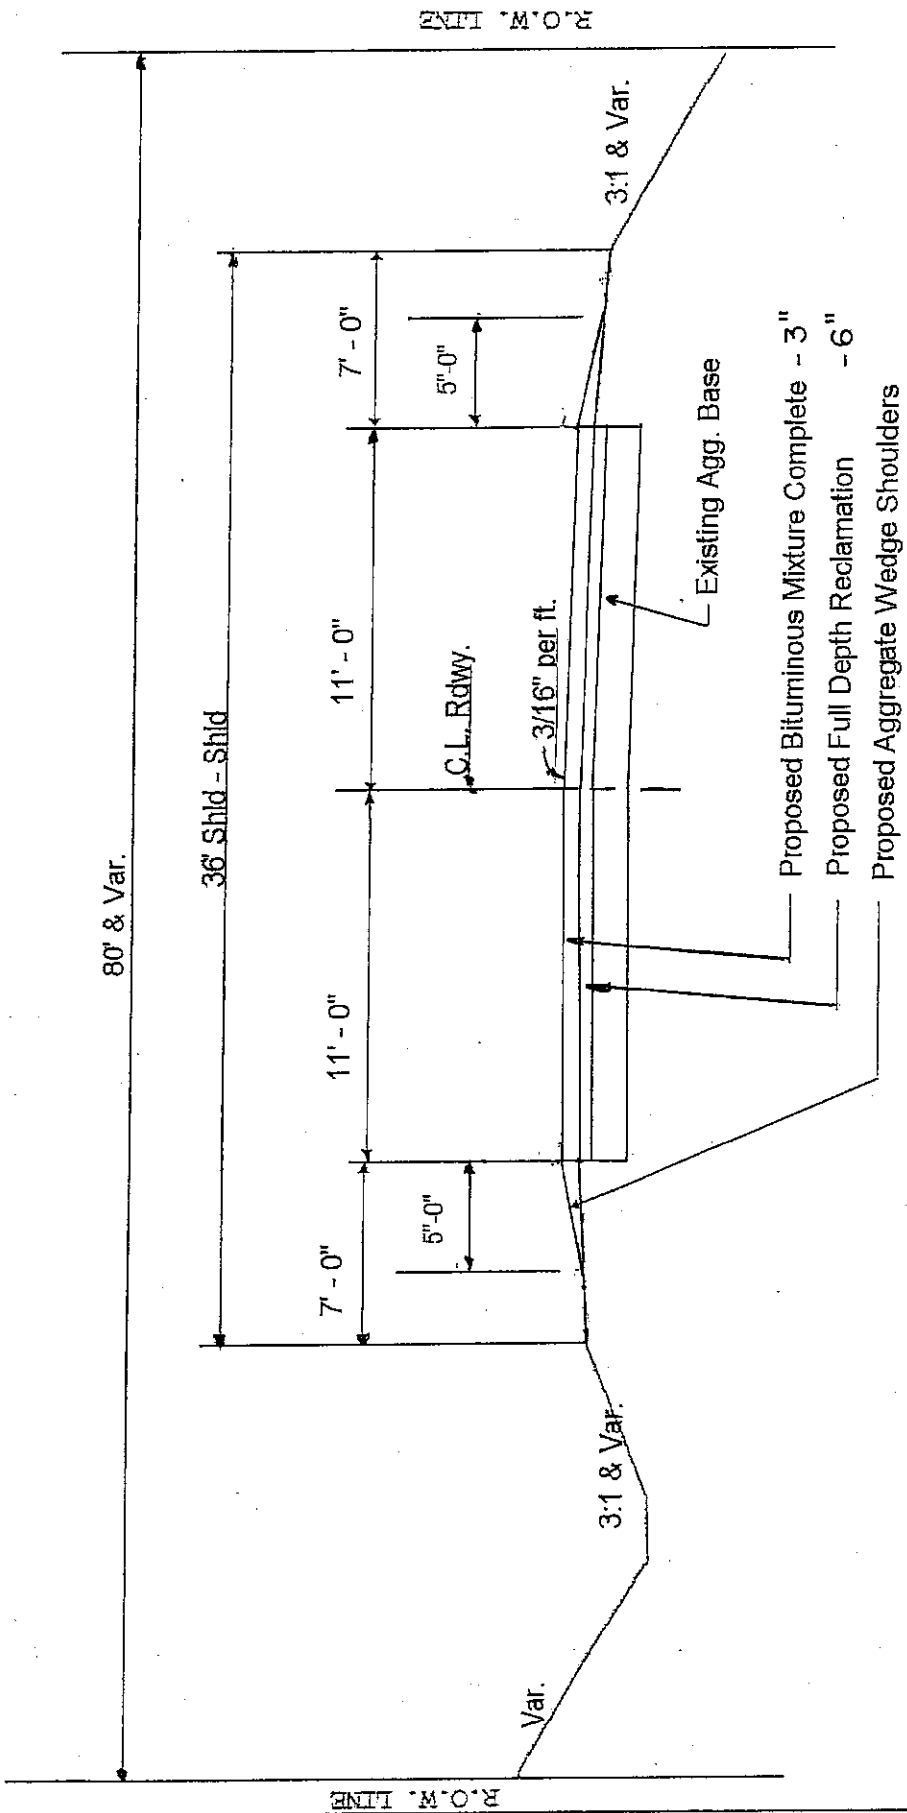 80' & Var.
36' Shld - Shld
7' - 0"
11' - 0"
11' - 0"
7' - 0"
5"-0"
C.L. Rdwy.
5"-0"
3/16" per ft.
R.O.W. LINE
R.O.W. LINE
Var.
3:1 & Var.
3:1 & Var.
Existing Agg. Base
Proposed Bituminous Mixture Complete - 3"
Proposed Full Depth Reclamation - 6"
Proposed Aggregate Wedge Shoulders